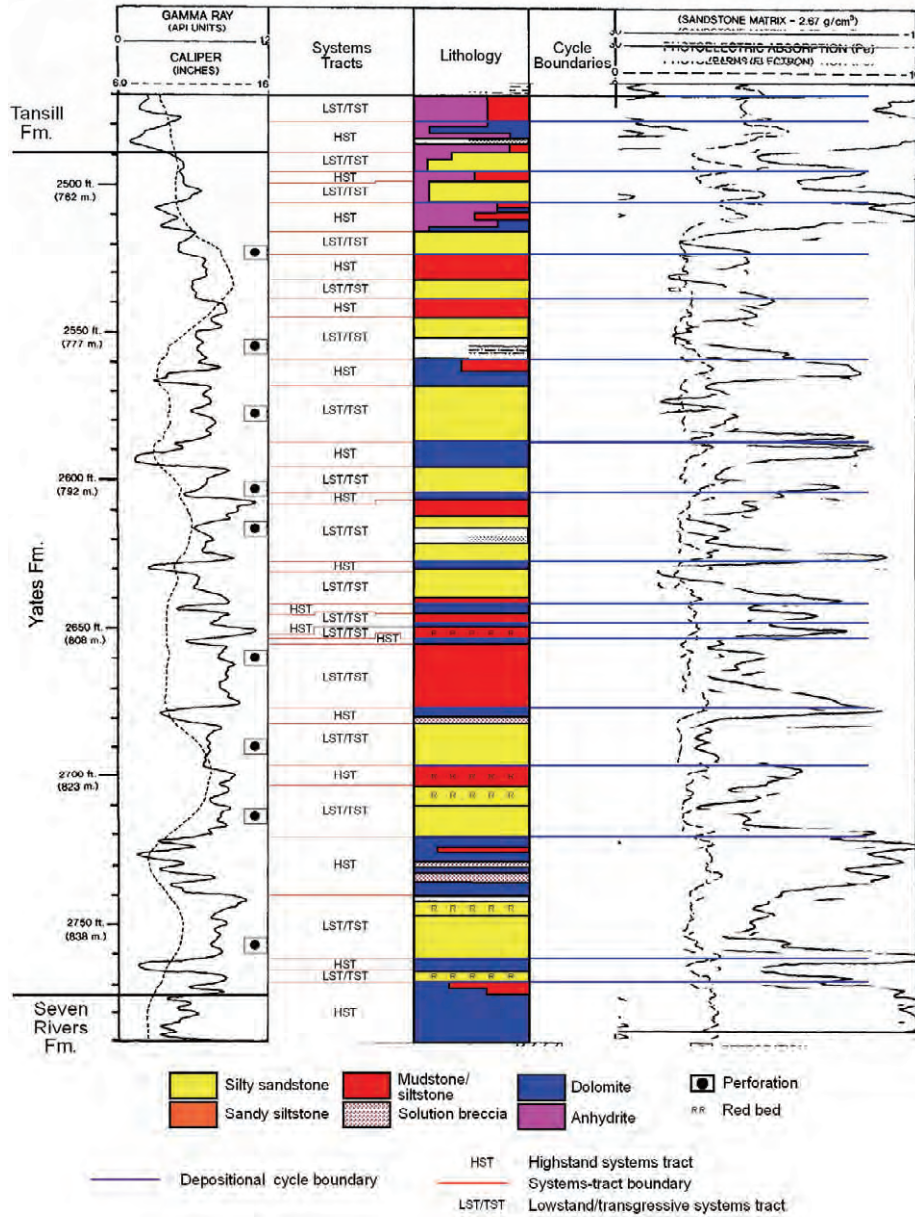 GAMMA RAY
(API UNITS)
0
CALIPER
(INCHES)
6.0
16
Systems
Tracts
Lithology
Cycle
Boundaries
(SANDSTONE MATRIX – 2.67 g/cm³)
PHOTOELECTRIC ABSORPTION (Pe)
0
Tansill
Fm.
Yates Fm.
Seven
Rivers
Fm.
2500 ft.
(762 m.)
2550 ft.
(777 m.)
2600 ft.
(792 m.)
2650 ft.
(808 m.)
2700 ft.
(823 m.)
2750 ft.
(838 m.)
LST/TST
HST
LST/TST
HST
LST/TST
HST
LST/TST
HST
LST/TST
HST
LST/TST
HST
LST/TST
HST
LST/TST
HST
LST/TST
HST
LST/TST
HST
LST/TST
HST
LST/TST
HST
LST/TST
HST
LST/TST
HST
LST/TST
HST
LST/TST
HST
LST/TST
HST
R R R R R
R R R R R
R R R R R
R R R R R
R R R R R
Silty sandstone
Mudstone/
siltstone
Dolomite
Perforation
Sandy siltstone
Solution breccia
Anhydrite
RR Red bed
Depositional cycle boundary
HST Highstand systems tract
Systems-tract boundary
LST/TST Lowstand/transgressive systems tract